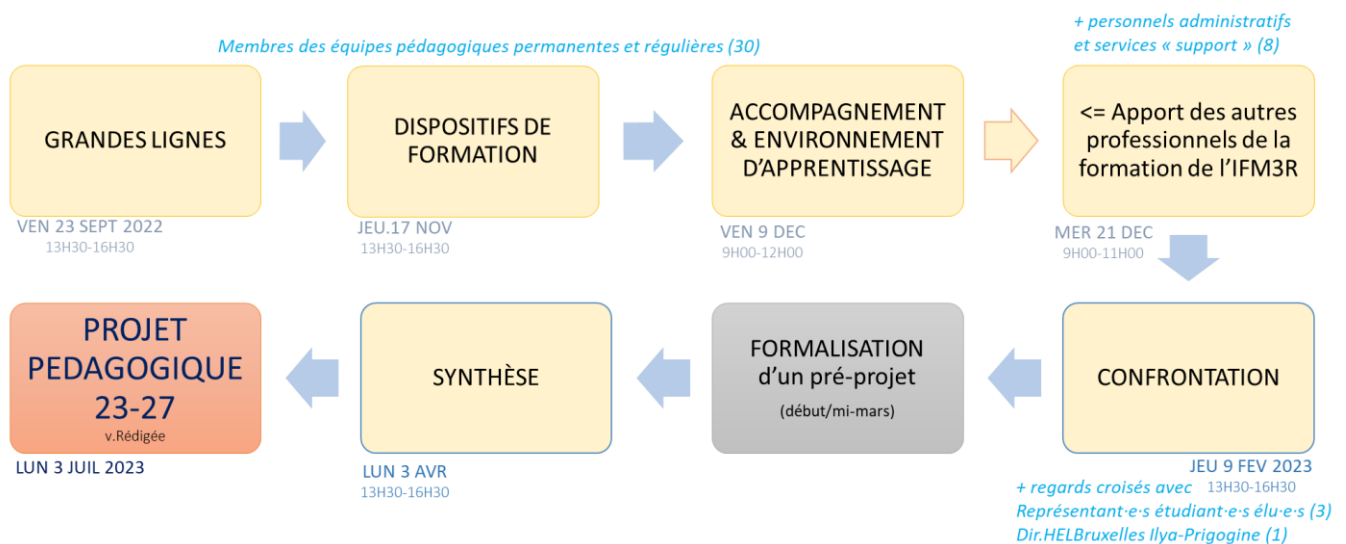 Membres des équipes pédagogiques permanentes et régulières (30)
+ personnels administratifs
et services « support » (8)
GRANDES LIGNES
VEN 23 SEPT 2022
13H30-16H30
DISPOSITIFS DE
FORMATION
JEU.17 NOV
13H30-16H30
ACCOMPAGNEMENT
& ENVIRONNEMENT
D'APPRENTISSAGE
VEN 9 DEC
9H00-12H00
<= Apport des autres
professionnels de la
formation de l'IFM3R
MER 21 DEC
9H00-11H00
CONFRONTATION
JEU 9 FEV 2023
13H30-16H30
+ regards croisés avec
Représentant·e·s étudiant·e·s élu·e·s (3)
Dir.HELBruxelles Ilya-Prigogine (1)
FORMALISATION
d'un pré-projet
(début/mi-mars)
SYNTHÈSE
LUN 3 AVR
13H30-16H30
PROJET
PEDAGOGIQUE
23-27
v.Rédigée
LUN 3 JUIL 2023